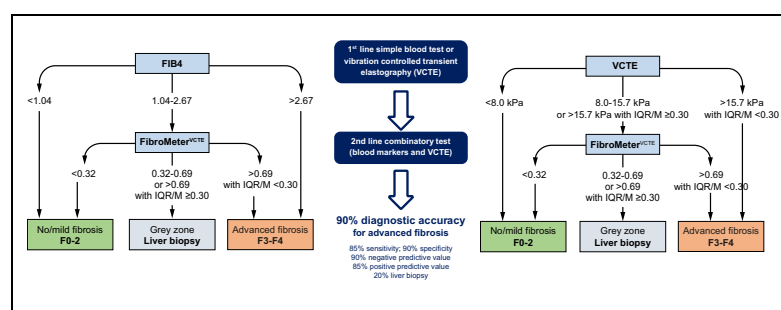 FIB4
<1.04
1.04-2.67
>2.67
FibroMeterVCTE
<0.32
0.32-0.69
or >0.69
with IQR/M ≥0.30
>0.69
with IQR/M <0.30
No/mild fibrosis
F0-2
Grey zone
Liver biopsy
Advanced fibrosis
F3-F4
1st line simple blood test or
vibration controlled transient
elastography (VCTE)
2nd line combinatory test
(blood markers and VCTE)
90% diagnostic accuracy
for advanced fibrosis
85% sensitivity; 90% specificity
90% negative predictive value
85% positive predictive value
20% liver biopsy
VCTE
<8.0 kPa
8.0-15.7 kPa
or >15.7 kPa with IQR/M ≥0.30
>15.7 kPa
with IQR/M <0.30
FibroMeterVCTE
<0.32
0.32-0.69
or >0.69
with IQR/M ≥0.30
>0.69
with IQR/M <0.30
No/mild fibrosis
F0-2
Grey zone
Liver biopsy
Advanced fibrosis
F3-F4